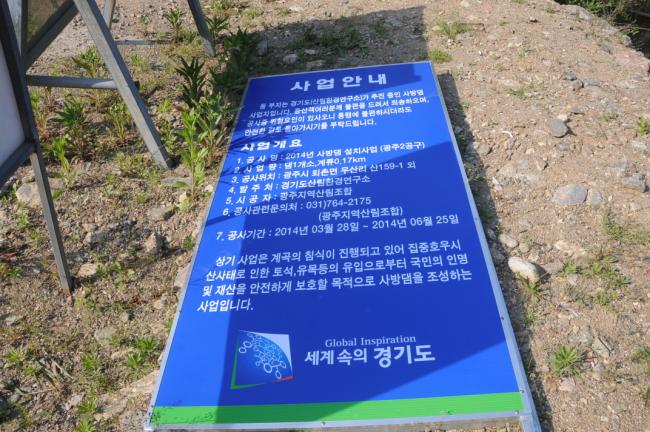 사업안내
본 부지는 경기도(산림환경연구소)가 추진 중인 사방댐
사업지입니다. 등산객여러분께 불편을 드려서 죄송하오며,
공사용 위험요인이 있사오니 통행에 불편하시더라도
안전한 길로 돌아가시기를 부탁드립니다.
사업개요
1. 공 사 명 : 2014년 사방댐 설치사업 (광주2공구)
2. 사 업 량 : 댐1개소,계류0.17km
3. 공사위치 : 광주시 퇴촌면 우산리 산159-1 외
4. 발 주 처 : 경기도산림환경연구소
5. 시 공 자 : 광주지역산림조합
6. 공사관련문의처 : 031)764-2175
(광주지역산림조합)
7. 공사기간 : 2014년 03월 28일 ~ 2014년 06월 25일
상기 사업은 계곡의 침식이 진행되고 있어 집중호우시
산사태로 인한 토석,유목등의 유입으로부터 국민의 인명
및 재산을 안전하게 보호할 목적으로 사방댐을 조성하는
사업입니다.
Global Inspiration
세계 속의 경기도